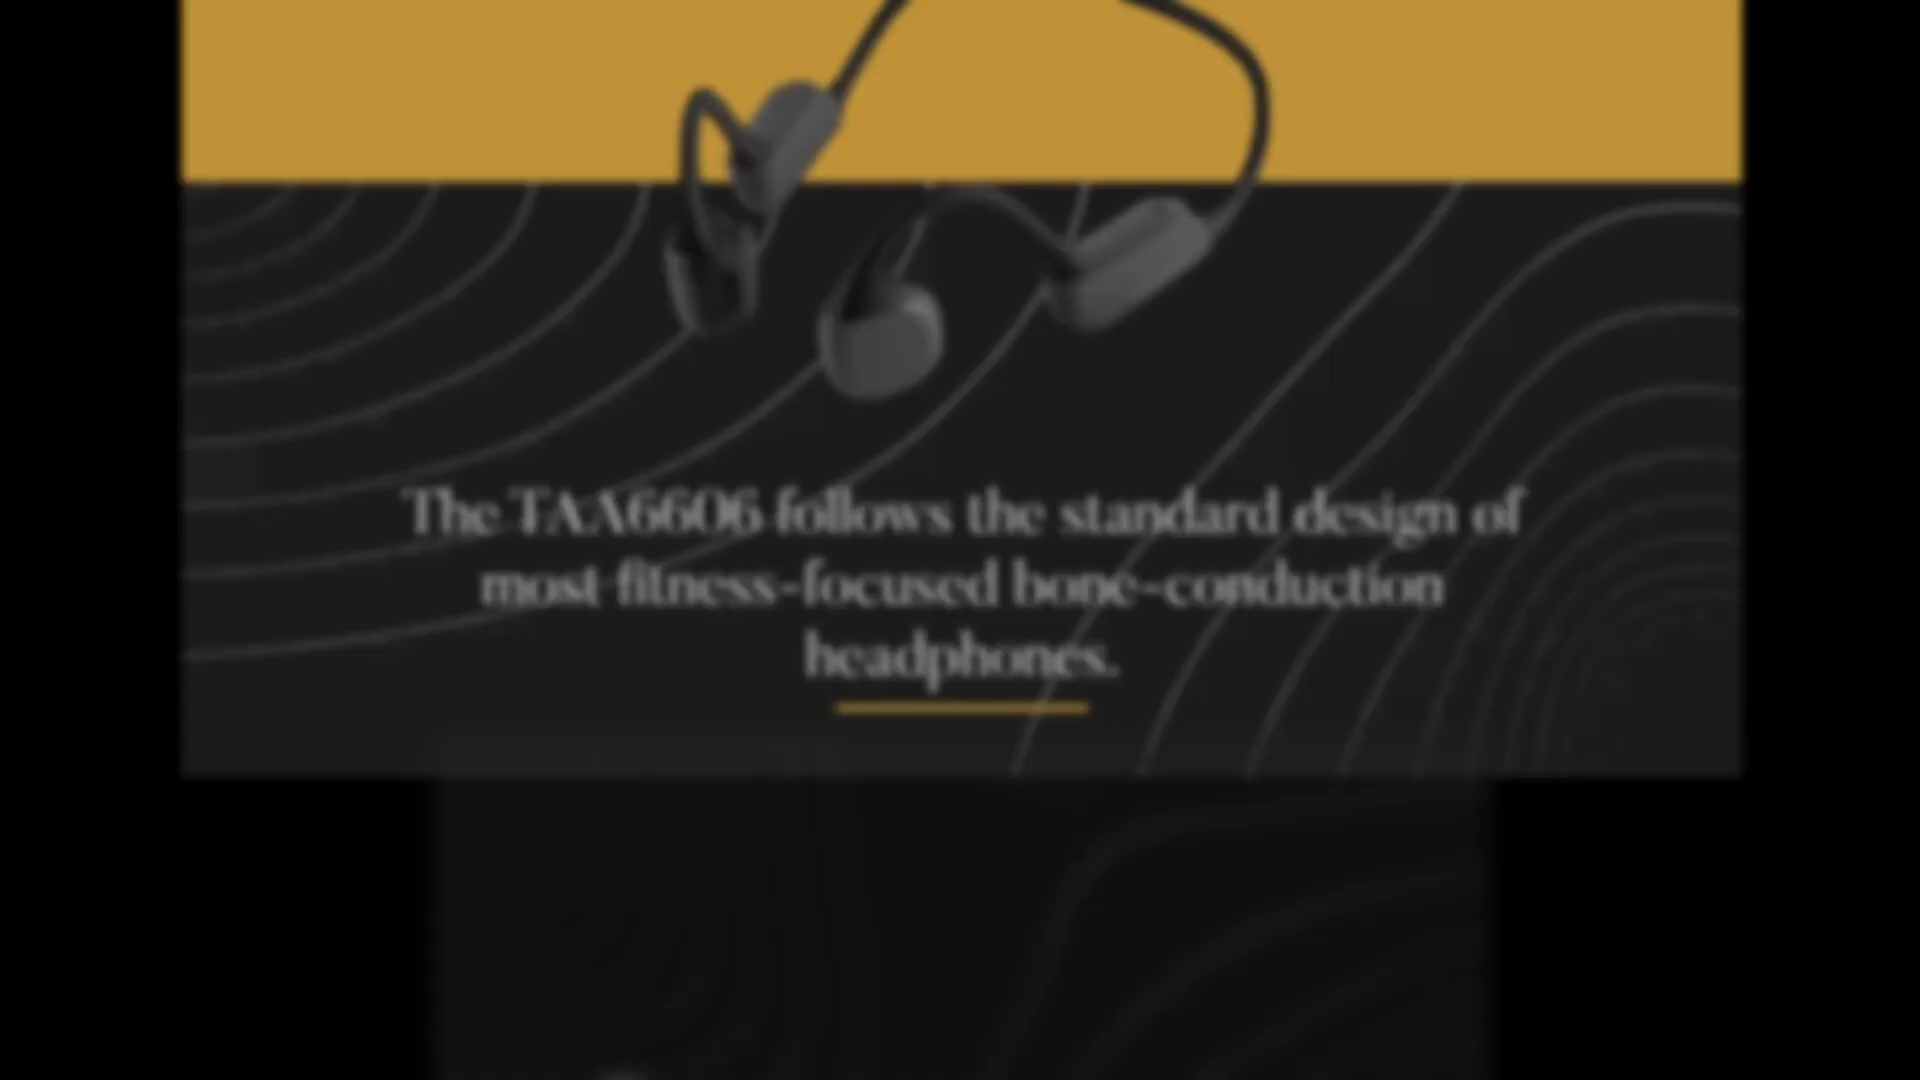 The TAA6606 follows the standard design of
most fitness-focused bone-conduction
headphones.